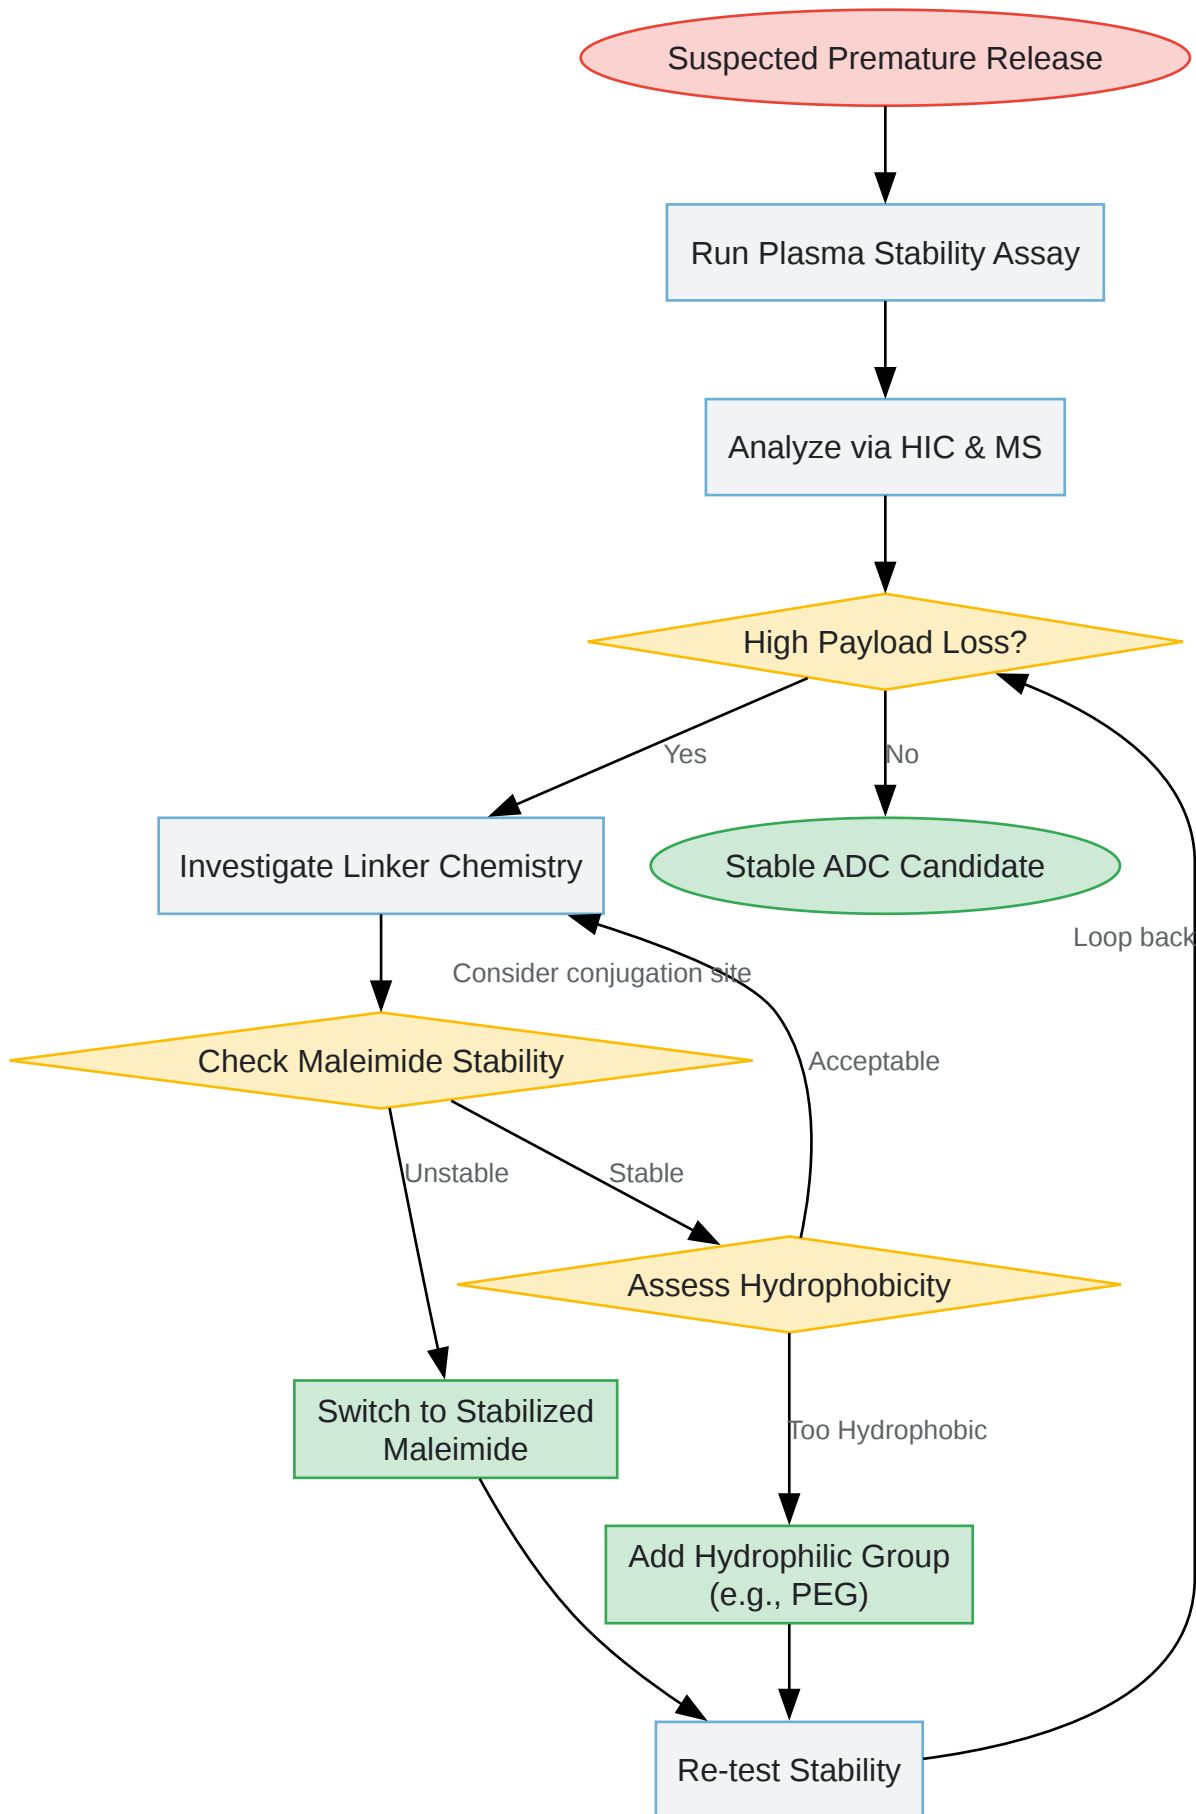 Suspected Premature Release
Run Plasma Stability Assay
Analyze via HIC & MS
High Payload Loss?
Yes
No
Investigate Linker Chemistry
Stable ADC Candidate
Loop back
Consider conjugation site
Check Maleimide Stability
Acceptable
Unstable
Stable
Assess Hydrophobicity
Switch to Stabilized
Maleimide
Too Hydrophobic
Add Hydrophilic Group
(e.g., PEG)
Re-test Stability